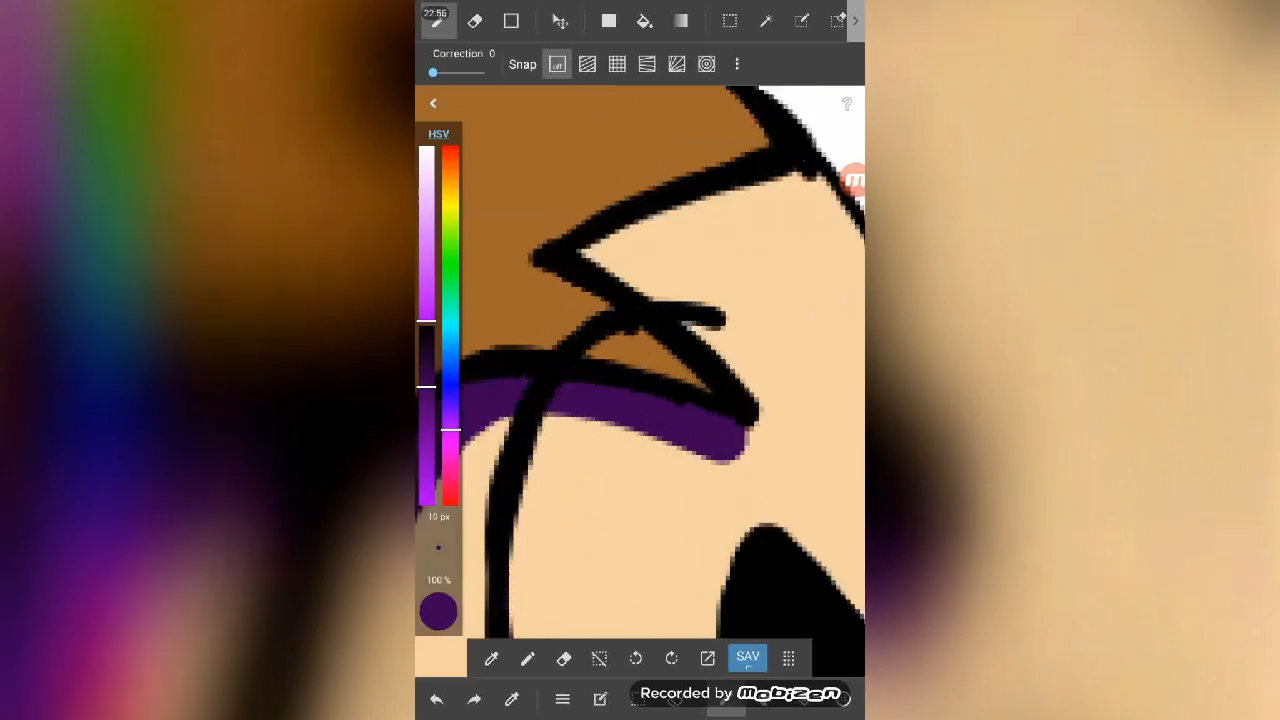 22:56
Correction 0
Snap
off
?
HSV
10 px
100 %
SAV
Recorded by mobizen